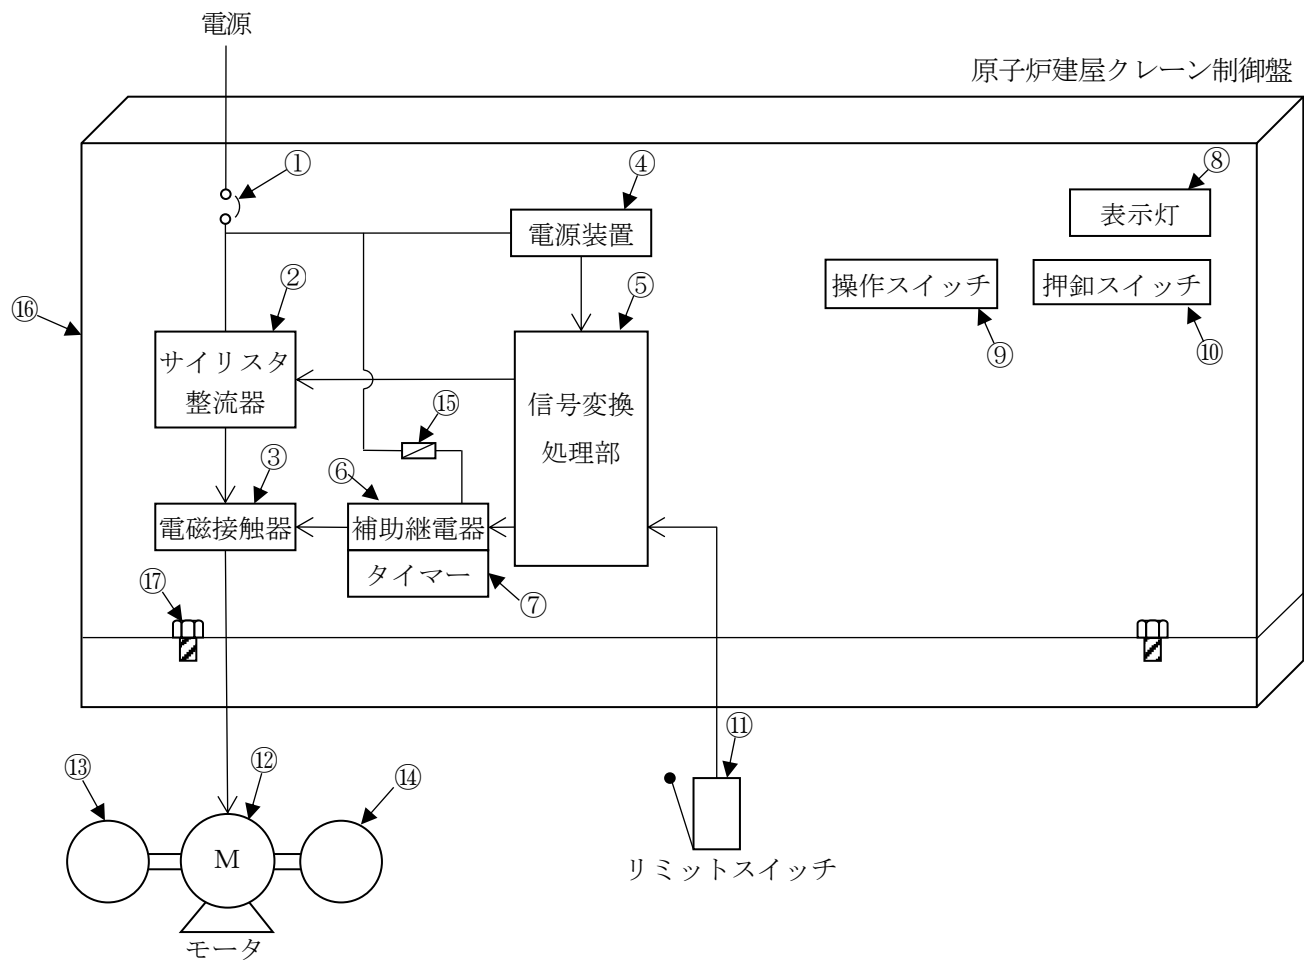 電源
原子炉建屋クレーン制御盤
①
④
⑧
電源装置
表示灯
②
⑤
操作スイッチ
押釦スイッチ
⑯
⑨
⑩
サイリスタ
整流器
信号変換
処理部
⑮
③
⑥
電磁接触器
補助継電器
タイマー
⑰
⑦
⑪
⑬
⑫
⑭
M
リミットスイッチ
モータ